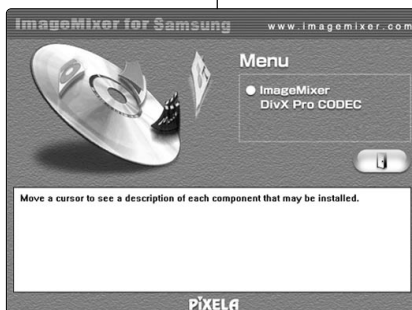 ImageMixer for Samsung
www.imagemixer.com
Menu
ImageMixer
DivX Pro CODEC
Move a cursor to see a description of each component that may be installed.
PIXELA